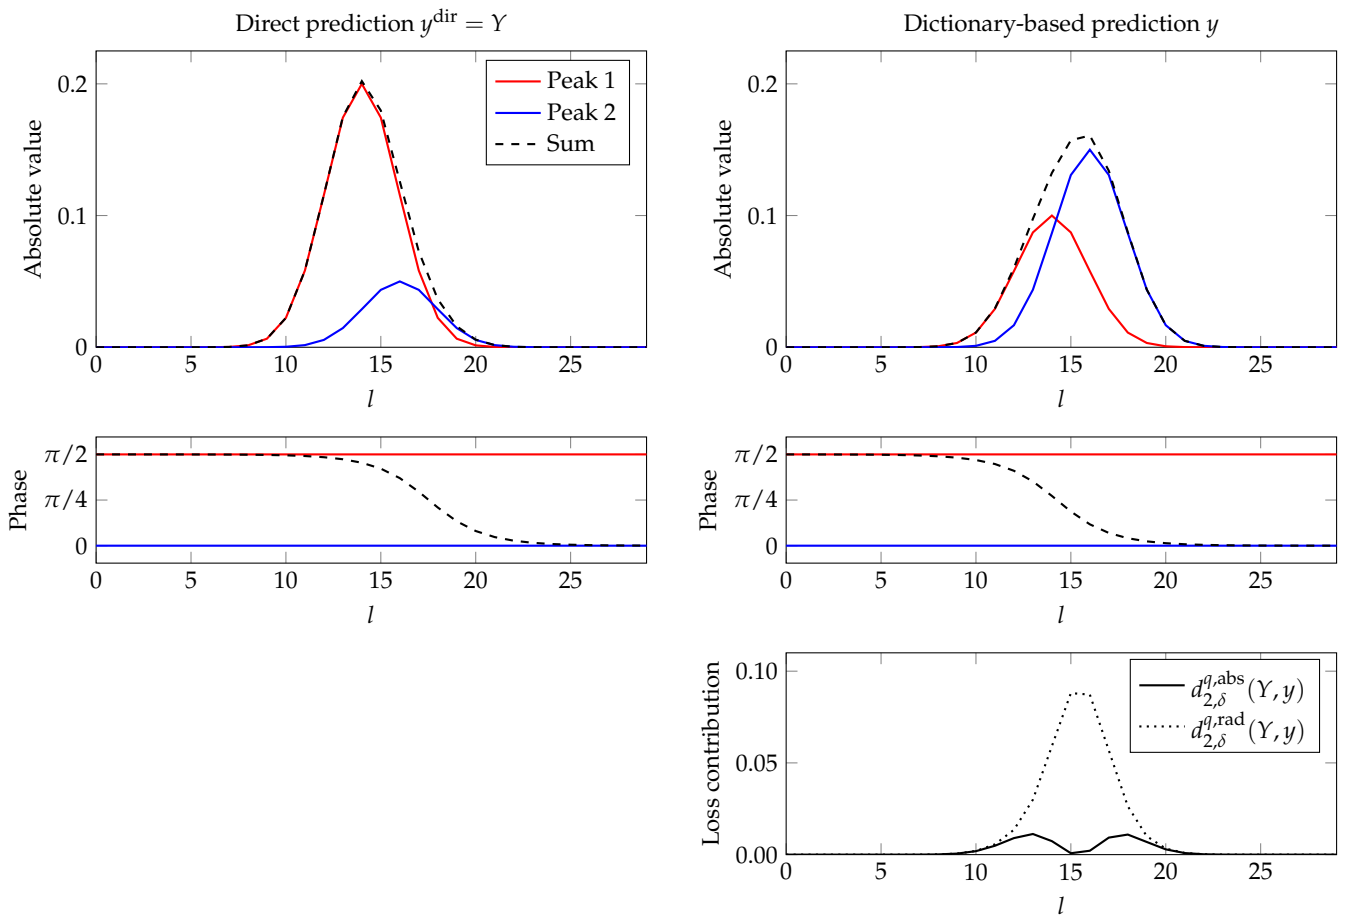 Direct prediction y^dir = Y
Absolute value
0.2
0.1
0
0 5 10 15 20 25
l
Peak 1
Peak 2
Sum
Dictionary-based prediction y
Absolute value
0.2
0.1
0
0 5 10 15 20 25
l
Phase
π/2
π/4
0
0 5 10 15 20 25
l
Phase
π/2
π/4
0
0 5 10 15 20 25
l
Loss contribution
0.10
0.05
0.00
0 5 10 15 20 25
l
d_{2,δ}^{q,abs}(Y, y)
d_{2,δ}^{q,rad}(Y, y)